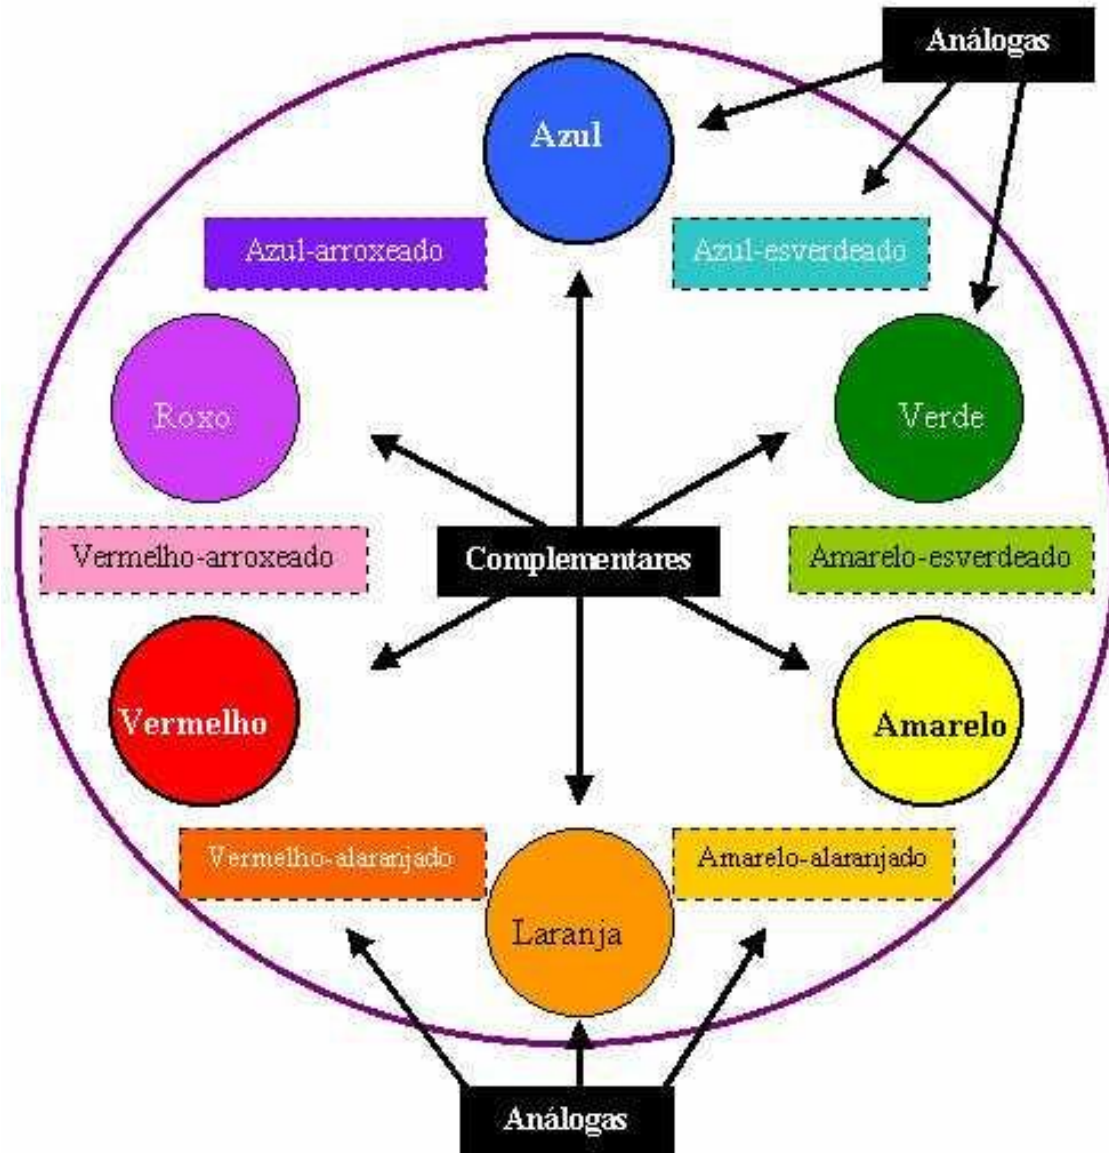 Análogas
Azul
Azul-arroxeado
Azul-esverdeado
Roxo
Verde
Vermelho-arroxeado
Complementares
Amarelo-esverdeado
Vermelho
Amarelo
Vermelho-alaranjado
Amarelo-alaranjado
Laranja
Análogas